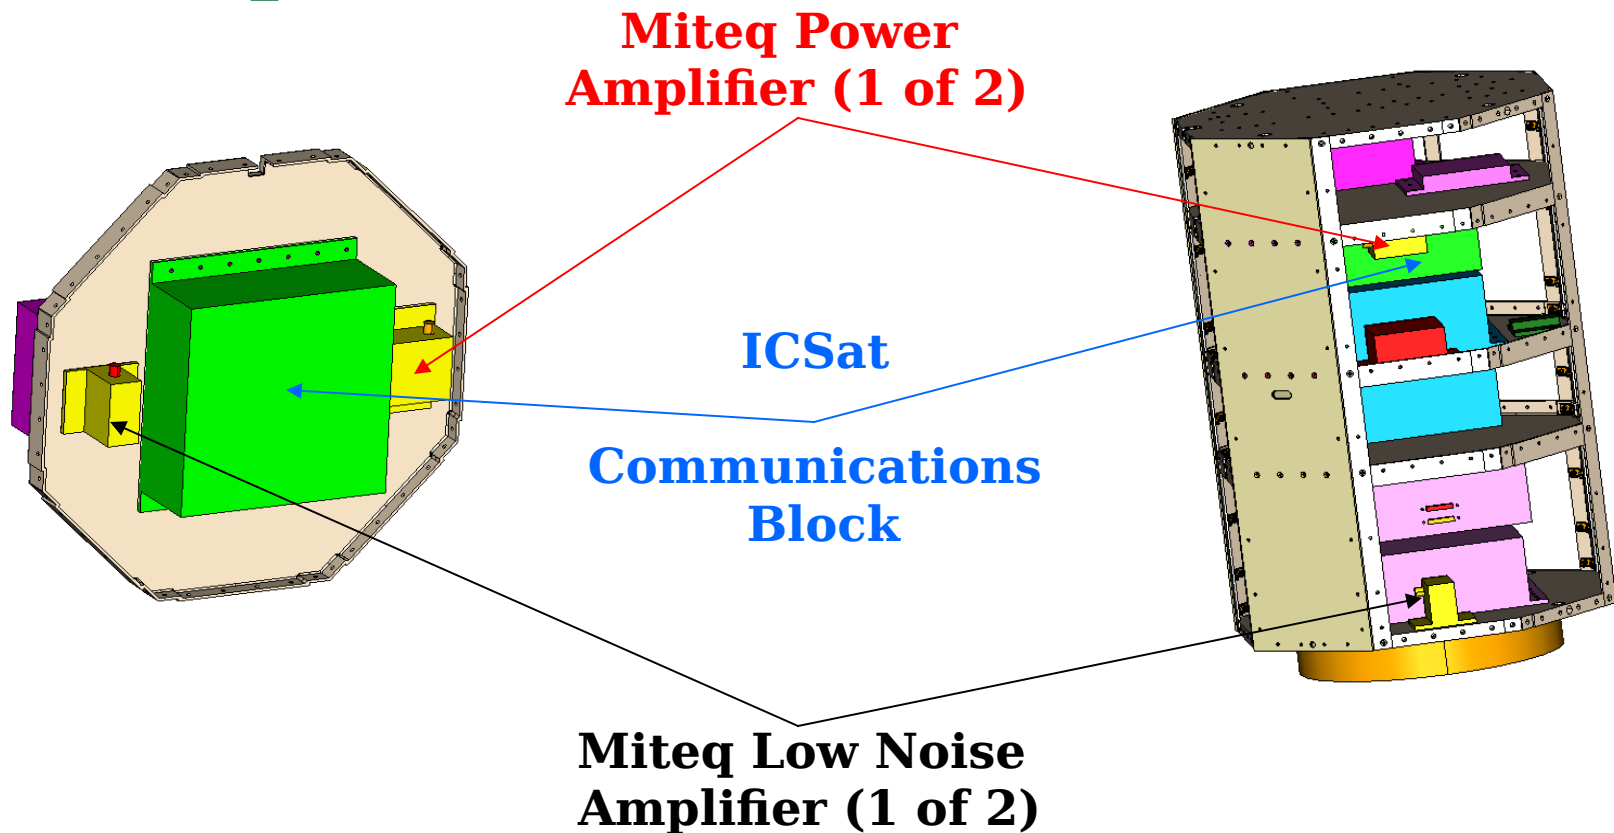 Miteq Power
Amplifier (1 of 2)
ICSat
Communications
Block
Miteq Low Noise
Amplifier (1 of 2)